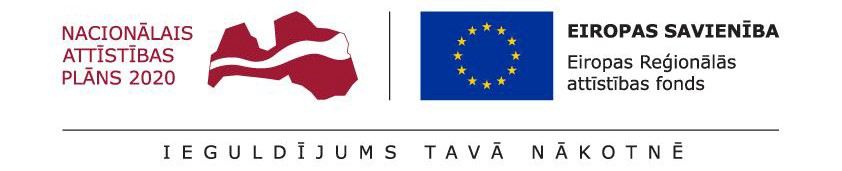 NACIONĀLAIS
ATTĪSTĪBAS
PLĀNS 2020
EIROPAS SAVIENĪBA
Eiropas Reģionālās
attīstības fonds
IEGULDĪJUMS TAVĀ NĀKOTNĒ